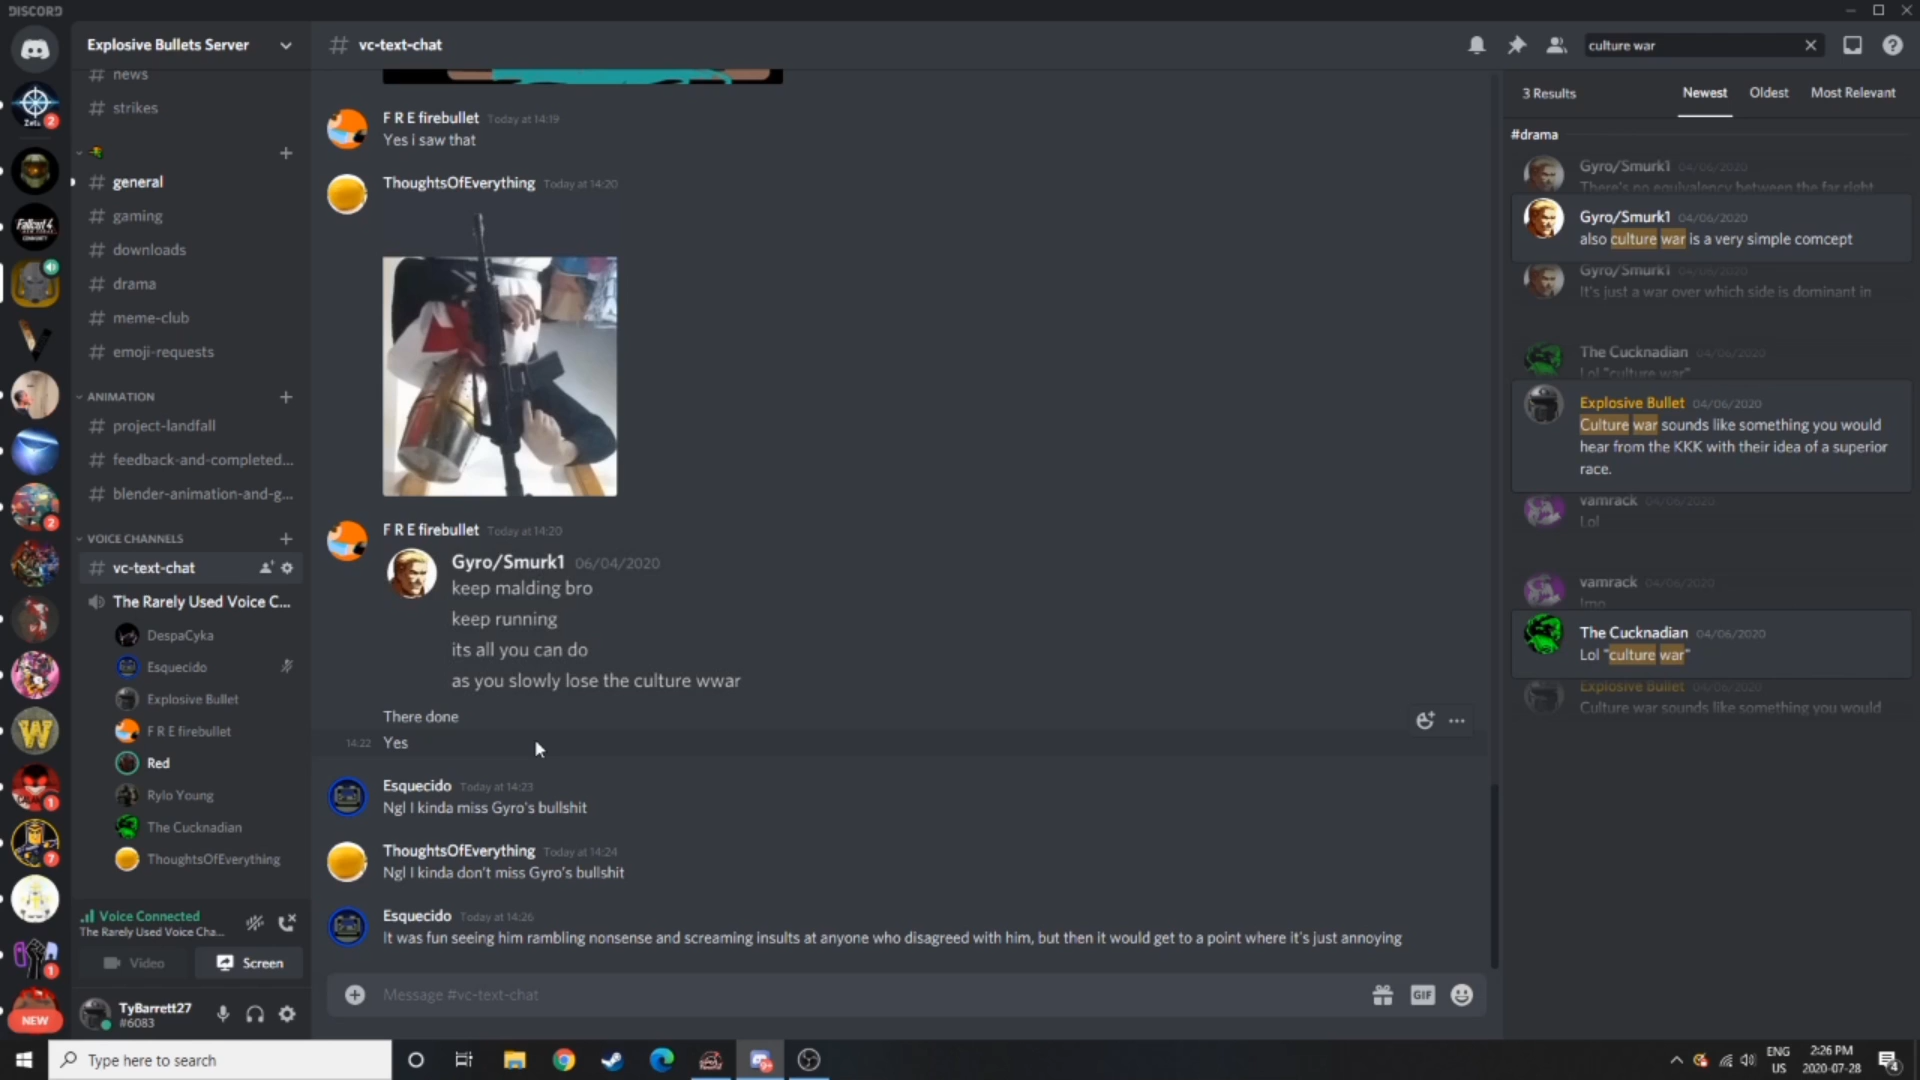 DISCORD
Explosive Bullets Server
# vc-text-chat
culture war
# news
# strikes
# general
# gaming
# downloads
# drama
# meme-club
# emoji-requests
ANIMATION
# project-landfall
# feedback-and-completed...
# blender-animation-and-g...
VOICE CHANNELS
# vc-text-chat
The Rarely Used Voice C...
DespaCyka
Esquecido
Explosive Bullet
F R E firebullet
Red
Rylo Young
The Cucknadian
ThoughtsOfEverything
Voice Connected
The Rarely Used Voice Cha...
Video
Screen
TyBarrett27
#6083
F R E firebullet Today at 14:19
Yes i saw that
ThoughtsOfEverything Today at 14:20
F R E firebullet Today at 14:20
Gyro/Smurk1 06/04/2020
keep malding bro
keep running
its all you can do
as you slowly lose the culture wwar
There done
14:22 Yes
Esquecido Today at 14:23
Ngl I kinda miss Gyro's bullshit
ThoughtsOfEverything Today at 14:24
Ngl I kinda don't miss Gyro's bullshit
Esquecido Today at 14:26
It was fun seeing him rambling nonsense and screaming insults at anyone who disagreed with him, but then it would get to a point where it's just annoying
Message #vc-text-chat
GIF
3 Results
Newest
Oldest
Most Relevant
#drama
Gyro/Smurk1 04/06/2020
There's no equivalency between the far right
Gyro/Smurk1 04/06/2020
also culture war is a very simple comcept
Gyro/Smurk1 04/06/2020
It's just a war over which side is dominant in
The Cucknadian 04/06/2020
Lol "culture war"
Explosive Bullet 04/06/2020
Culture war sounds like something you would
hear from the KKK with their idea of a superior
race.
vamrack 04/06/2020
Lol
vamrack 04/06/2020
Imo
The Cucknadian 04/06/2020
Lol "culture war"
Explosive Bullet 04/06/2020
Culture war sounds like something you would
Zeta
2
Fallout 4
COMMUNITY
2
1
7
1
NEW
Type here to search
ENG
US
2:26 PM
2020-07-28
4